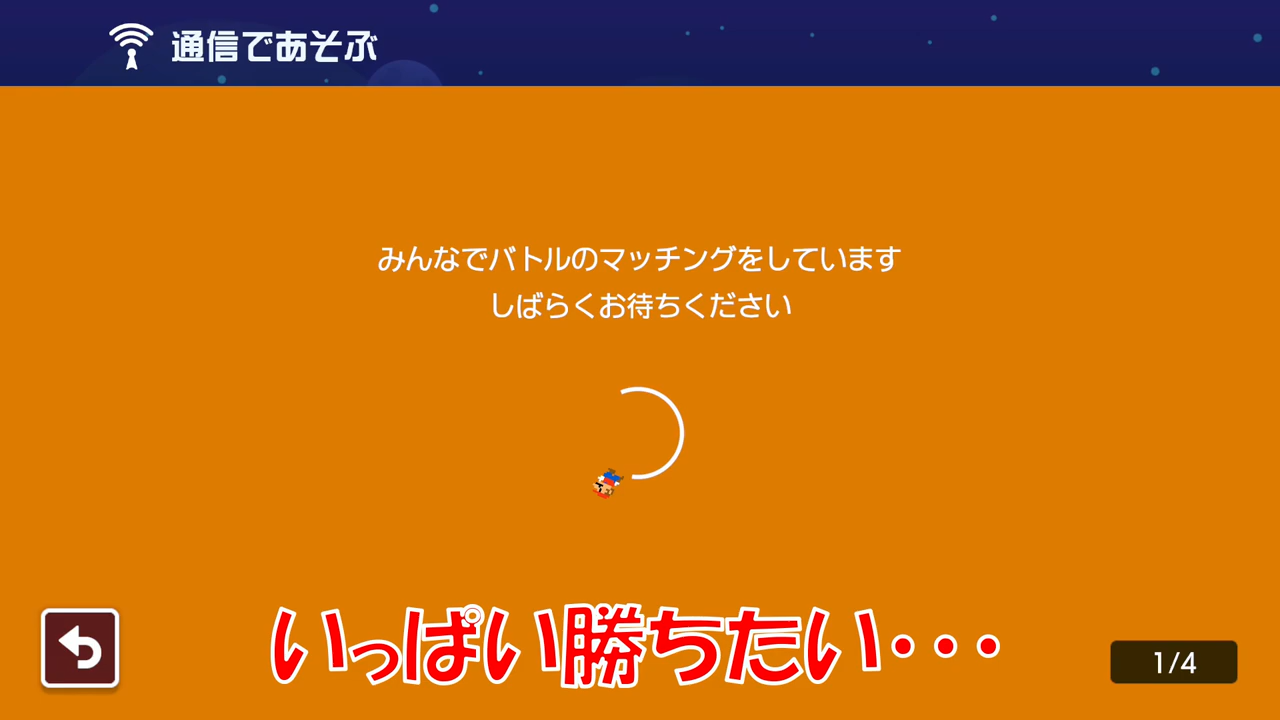 通信であそぶ
みんなでバトルのマッチングをしています
しばらくお待ちください
いっぱい勝ちたい・・・
1/4